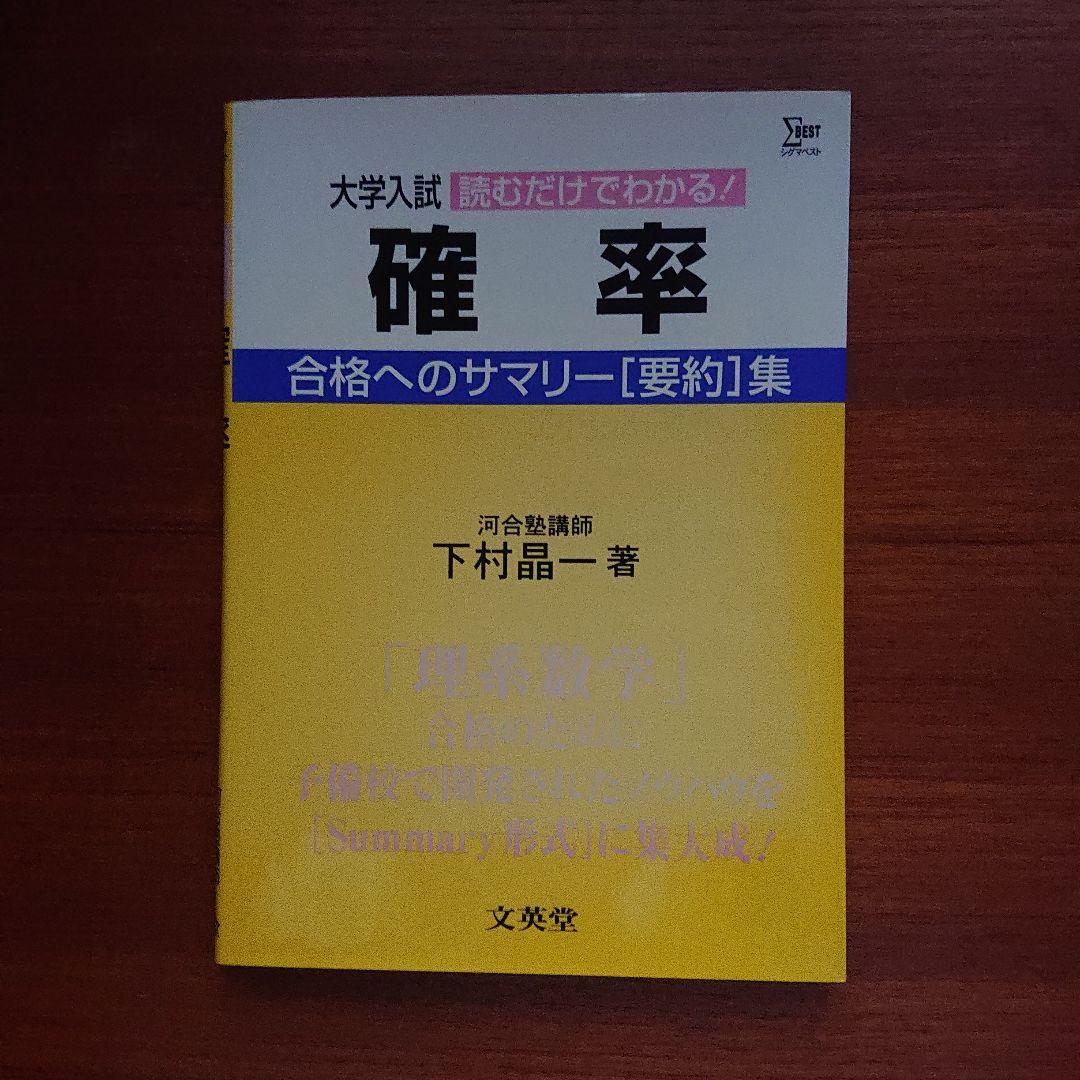 ΣBEST
シグマベスト
大学入試 読むだけでわかる!
確 率
合格へのサマリー[要約]集
河合塾講師
下村晶一 著
「理系数学」
合格のために
予備校で開発されたノウハウを
[Summary形式]に集大成!
文英堂